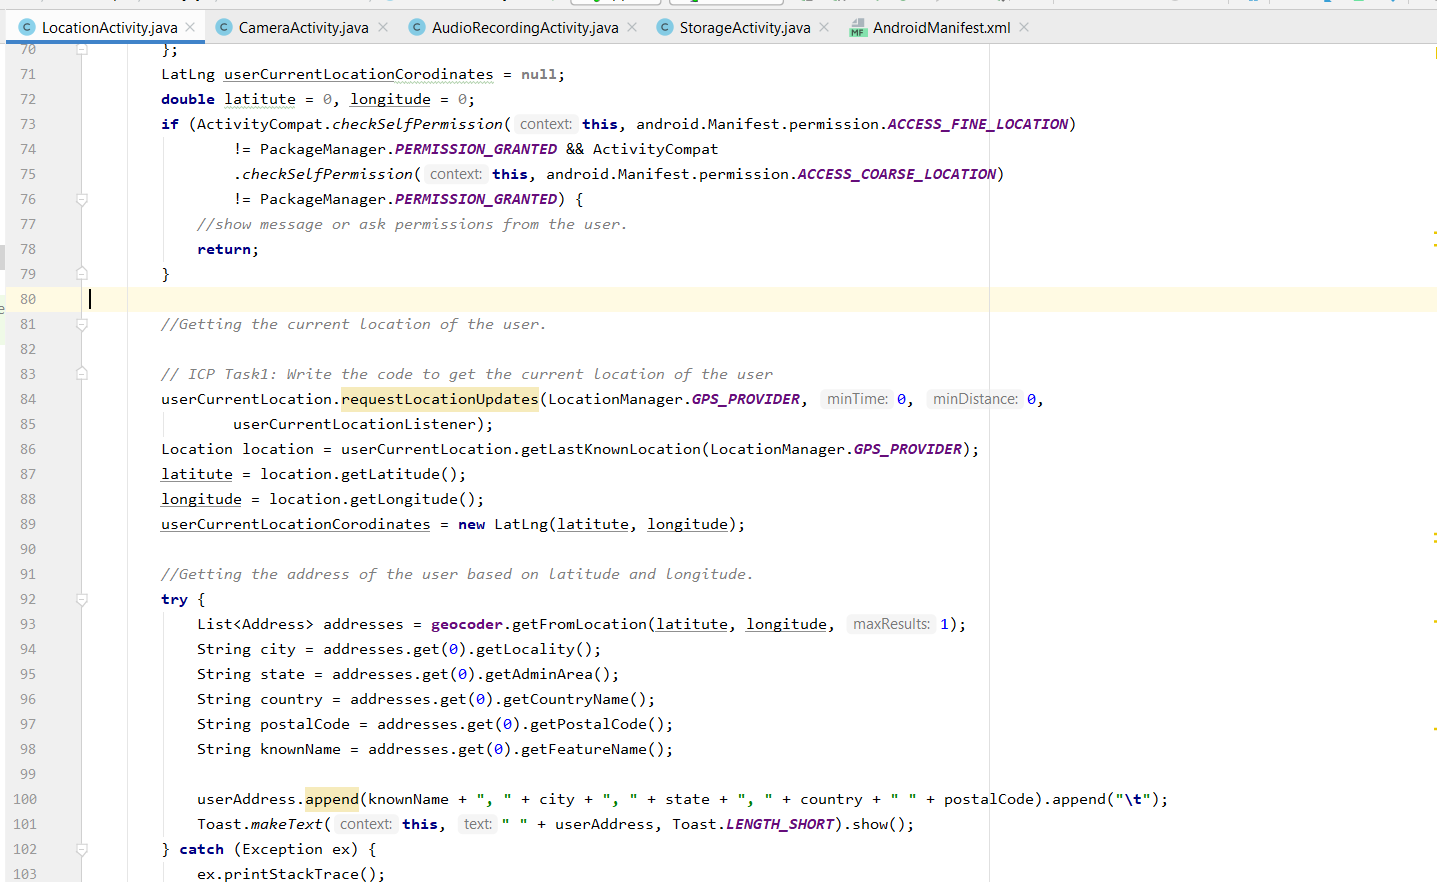 LocationActivity.java CameraActivity.java AudioRecordingActivity.java StorageActivity.java MF AndroidManifest.xml
70 };
71 LatLng userCurrentLocationCorodinates = null;
72 double latitute = 0, longitude = 0;
73 if (ActivityCompat.checkSelfPermission( context: this, android.Manifest.permission.ACCESS_FINE_LOCATION)
74 != PackageManager.PERMISSION_GRANTED && ActivityCompat
75 .checkSelfPermission( context: this, android.Manifest.permission.ACCESS_COARSE_LOCATION)
76 != PackageManager.PERMISSION_GRANTED) {
77 //show message or ask permissions from the user.
78 return;
79 }
80
81 //Getting the current location of the user.
82
83 // ICP Task1: Write the code to get the current location of the user
84 userCurrentLocation.requestLocationUpdates(LocationManager.GPS_PROVIDER, minTime: 0, minDistance: 0,
85 userCurrentLocationListener);
86 Location location = userCurrentLocation.getLastKnownLocation(LocationManager.GPS_PROVIDER);
87 latitute = location.getLatitude();
88 longitude = location.getLongitude();
89 userCurrentLocationCorodinates = new LatLng(latitute, longitude);
90
91 //Getting the address of the user based on latitude and longitude.
92 try {
93 List<Address> addresses = geocoder.getFromLocation(latitute, longitude, maxResults: 1);
94 String city = addresses.get(0).getLocality();
95 String state = addresses.get(0).getAdminArea();
96 String country = addresses.get(0).getCountryName();
97 String postalCode = addresses.get(0).getPostalCode();
98 String knownName = addresses.get(0).getFeatureName();
99
100 userAddress.append(knownName + ", " + city + ", " + state + ", " + country + " " + postalCode).append("\t");
101 Toast.makeText( context: this, text: " " + userAddress, Toast.LENGTH_SHORT).show();
102 } catch (Exception ex) {
103 ex.printStackTrace();